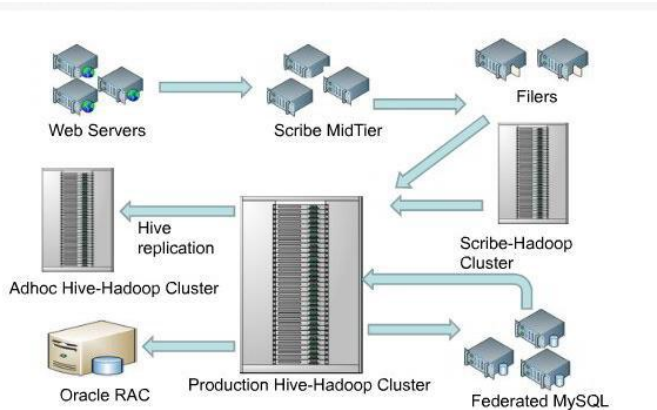 Web Servers
Scribe MidTier
Filers
Hive
replication
Scribe-Hadoop
Cluster
Adhoc Hive-Hadoop Cluster
Oracle RAC
Production Hive-Hadoop Cluster
Federated MySQL